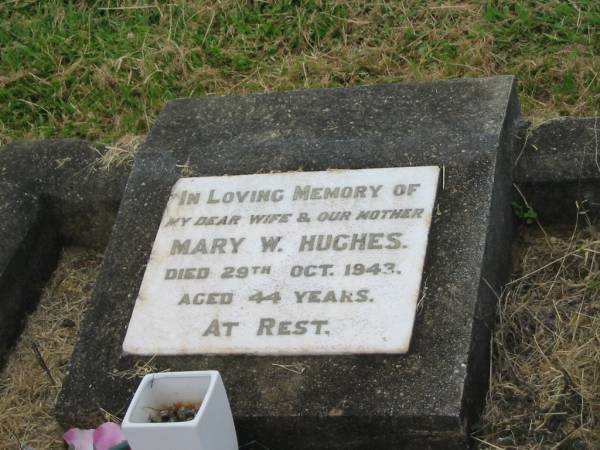 In Loving Memory of
my dear wife & our mother
MARY W. HUGHES.
died 29TH Oct. 1943.
aged 44 years.
At Rest.